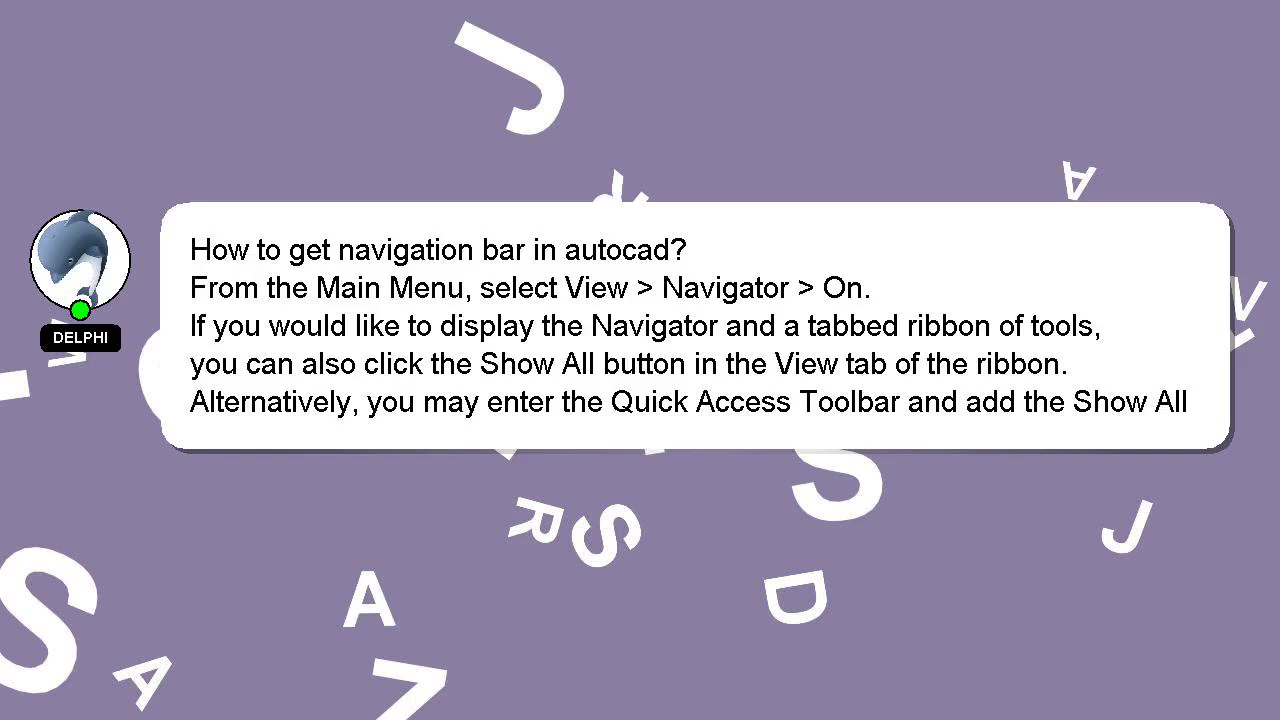 How to get navigation bar in autocad?
From the Main Menu, select View > Navigator > On.
If you would like to display the Navigator and a tabbed ribbon of tools,
you can also click the Show All button in the View tab of the ribbon.
Alternatively, you may enter the Quick Access Toolbar and add the Show All
DELPHI
J
R
A
V
S
R
S
J
A
D
S
A
Z